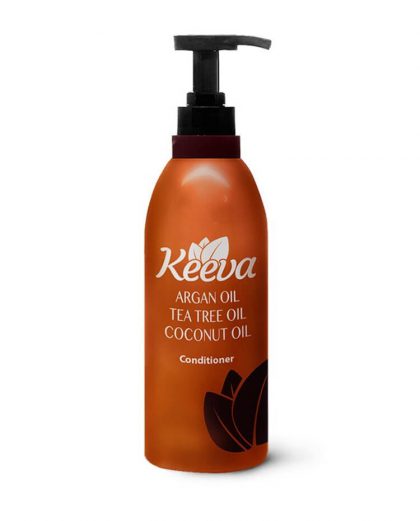 Keeva
ARGAN OIL
TEA TREE OIL
COCONUT OIL
Conditioner